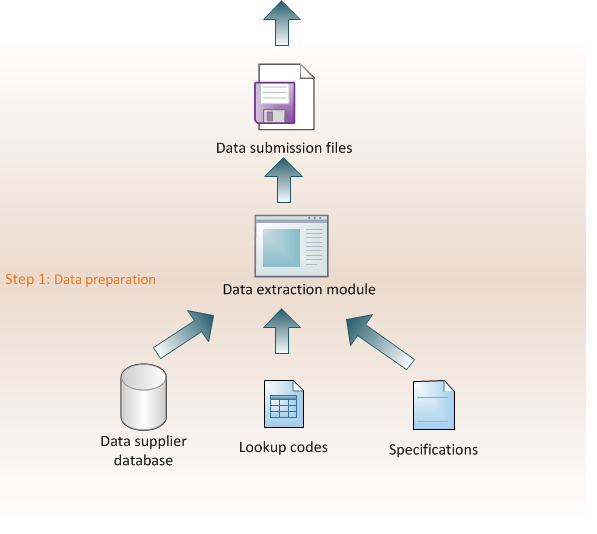 Data submission files
Step 1: Data preparation
Data extraction module
Data supplier
database
Lookup codes
Specifications